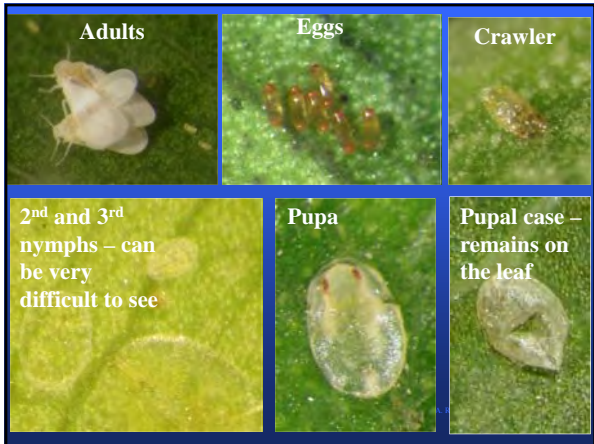 Adults
Eggs
Crawler
2nd and 3rd
nymphs – can
be very
difficult to see
Pupa
Pupal case –
remains on
the leaf